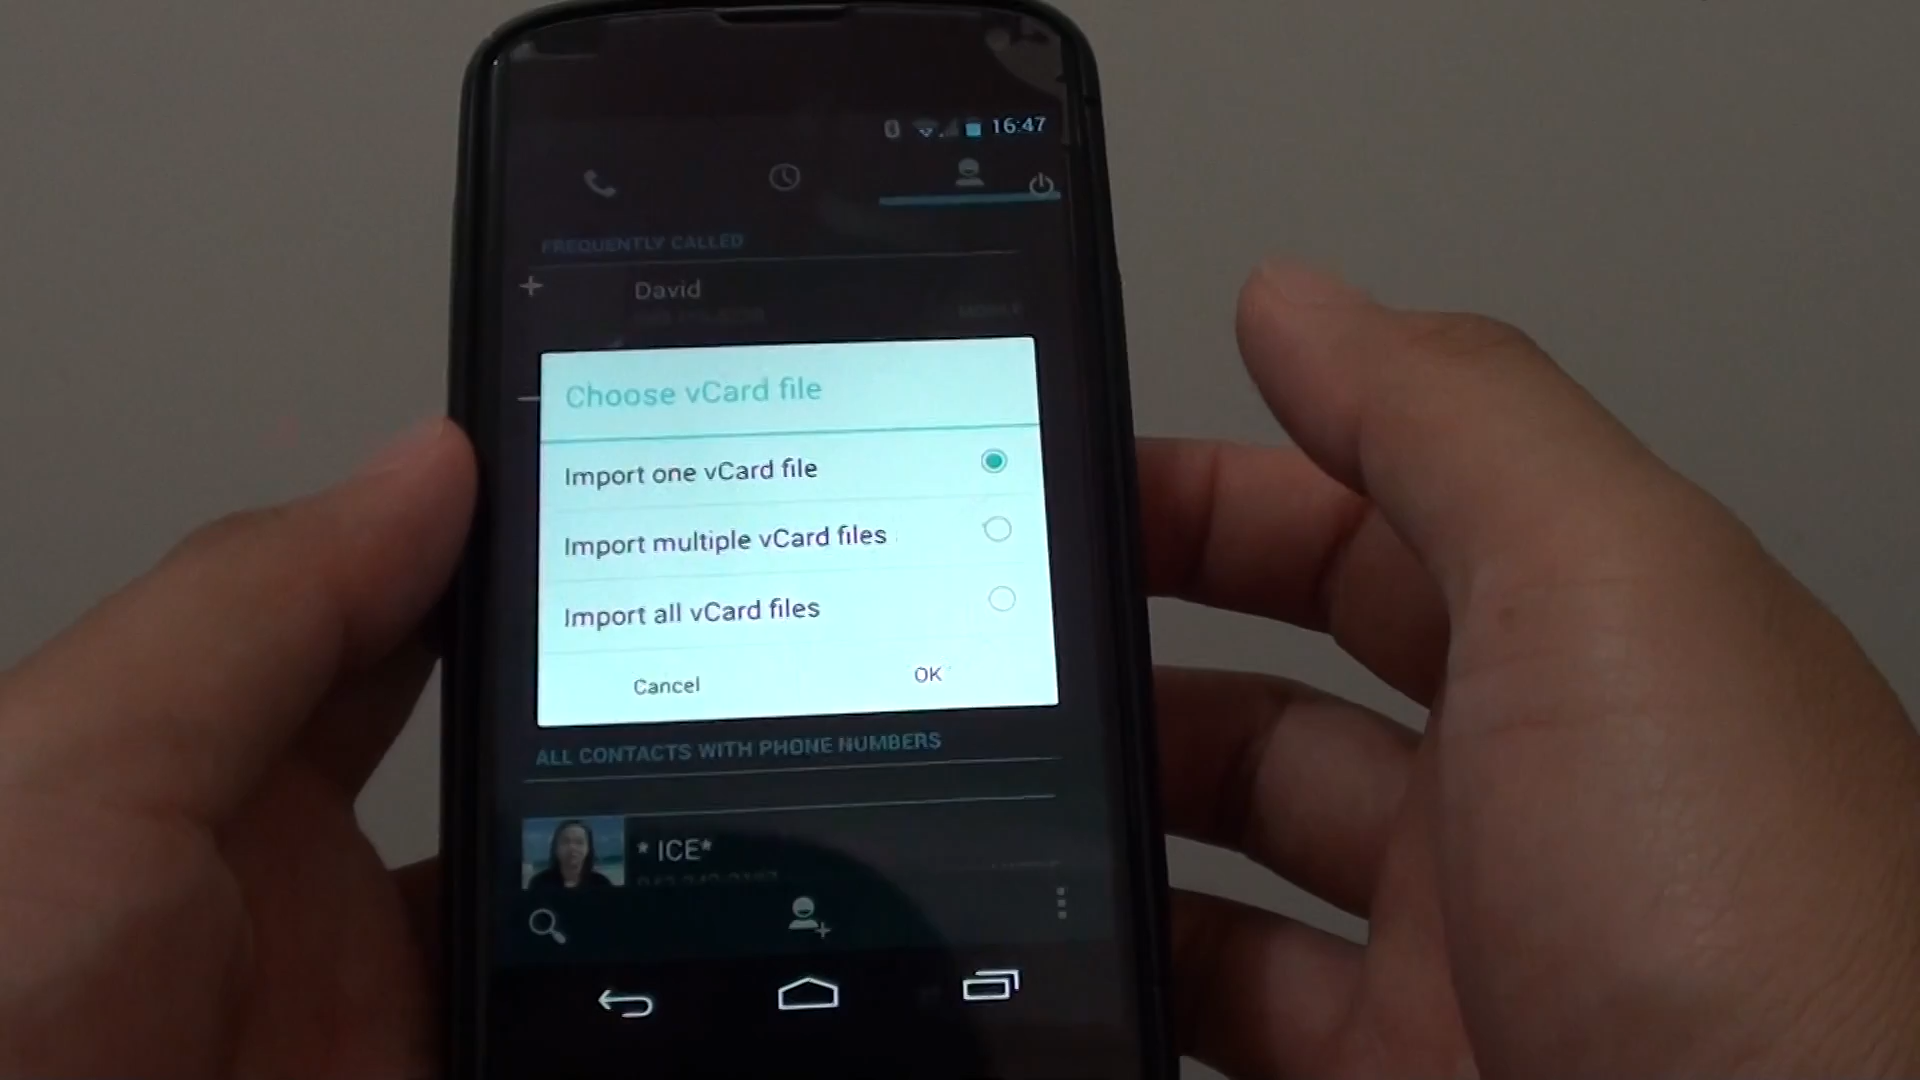 16:47
FREQUENTLY CALLED
David
MOBILE
Choose vCard file
Import one vCard file
Import multiple vCard files
Import all vCard files
Cancel
OK
ALL CONTACTS WITH PHONE NUMBERS
* ICE*